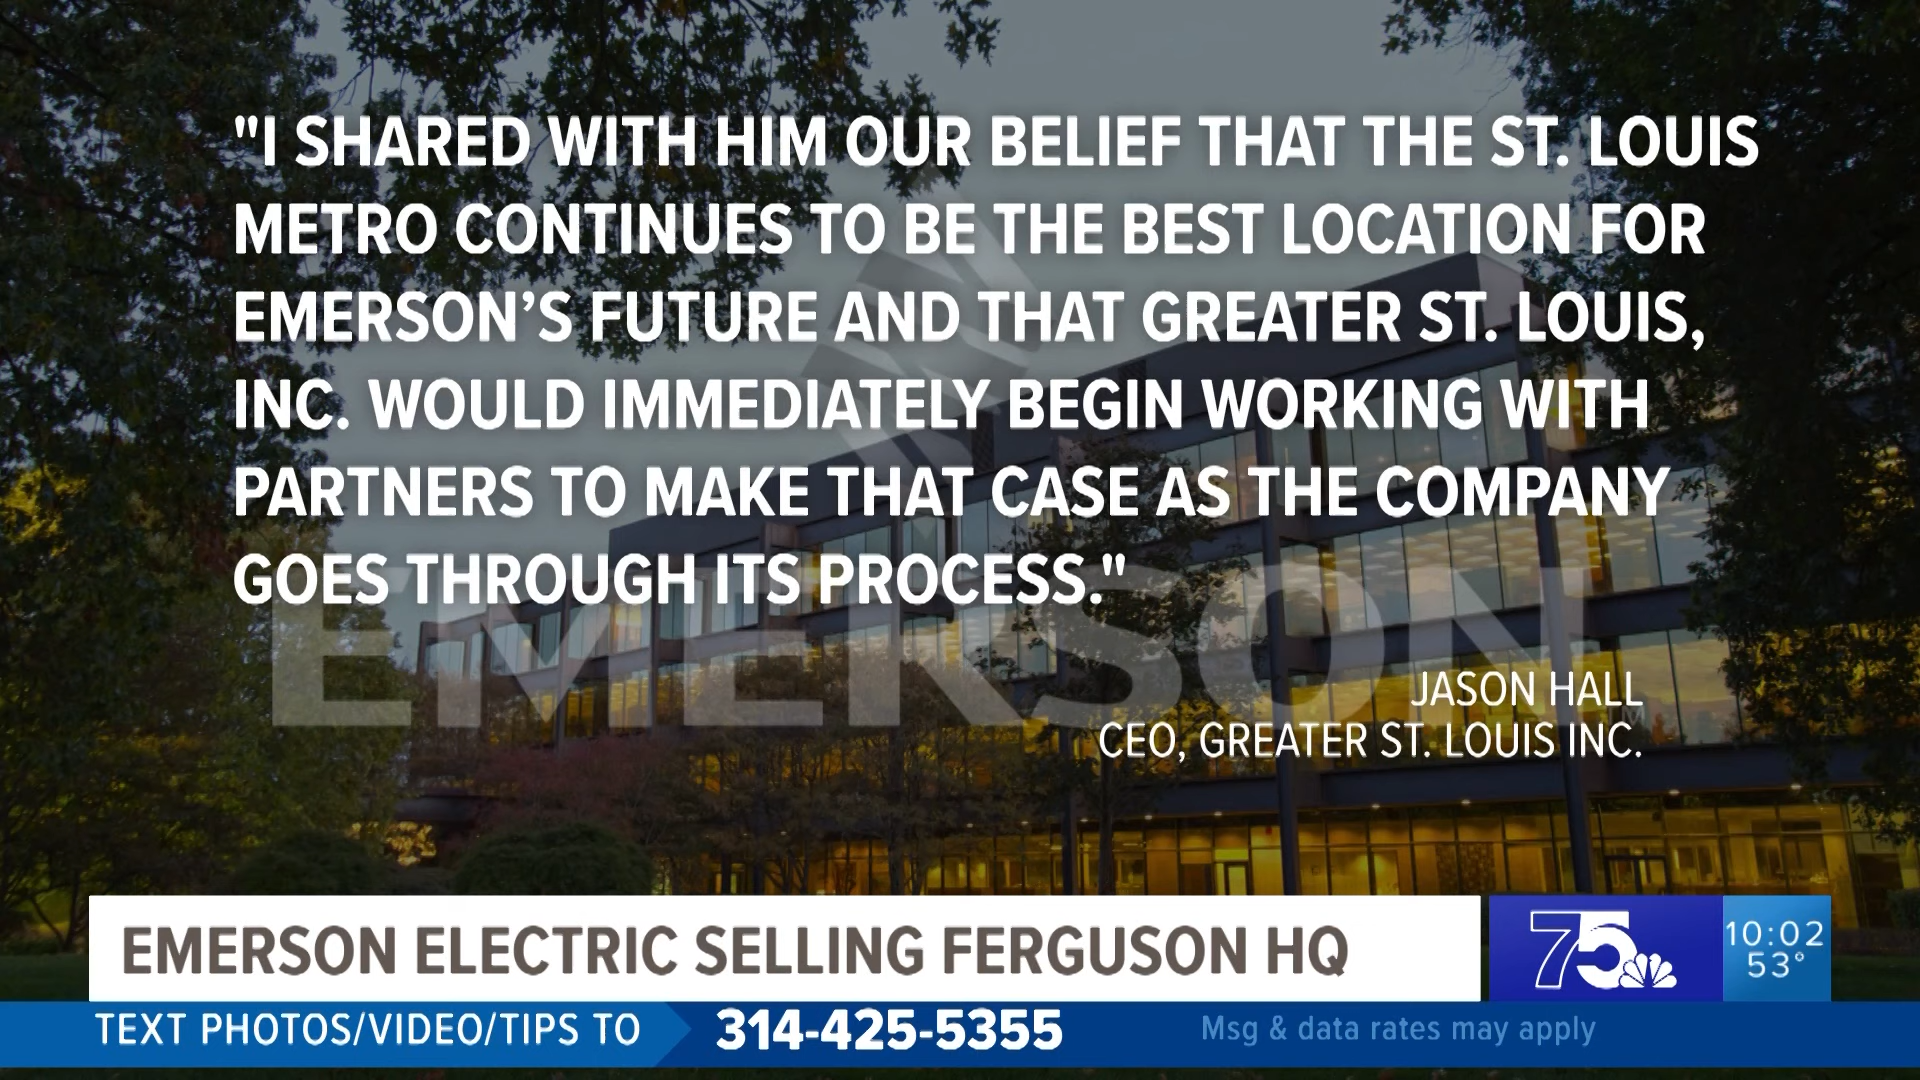 "I SHARED WITH HIM OUR BELIEF THAT THE ST. LOUIS
METRO CONTINUES TO BE THE BEST LOCATION FOR
EMERSON’S FUTURE AND THAT GREATER ST. LOUIS,
INC. WOULD IMMEDIATELY BEGIN WORKING WITH
PARTNERS TO MAKE THAT CASE AS THE COMPANY
GOES THROUGH ITS PROCESS."
EMERSON
JASON HALL
CEO, GREATER ST. LOUIS INC.
EMERSON ELECTRIC SELLING FERGUSON HQ
75
10:02
53°
TEXT PHOTOS/VIDEO/TIPS TO
314-425-5355
Msg & data rates may apply